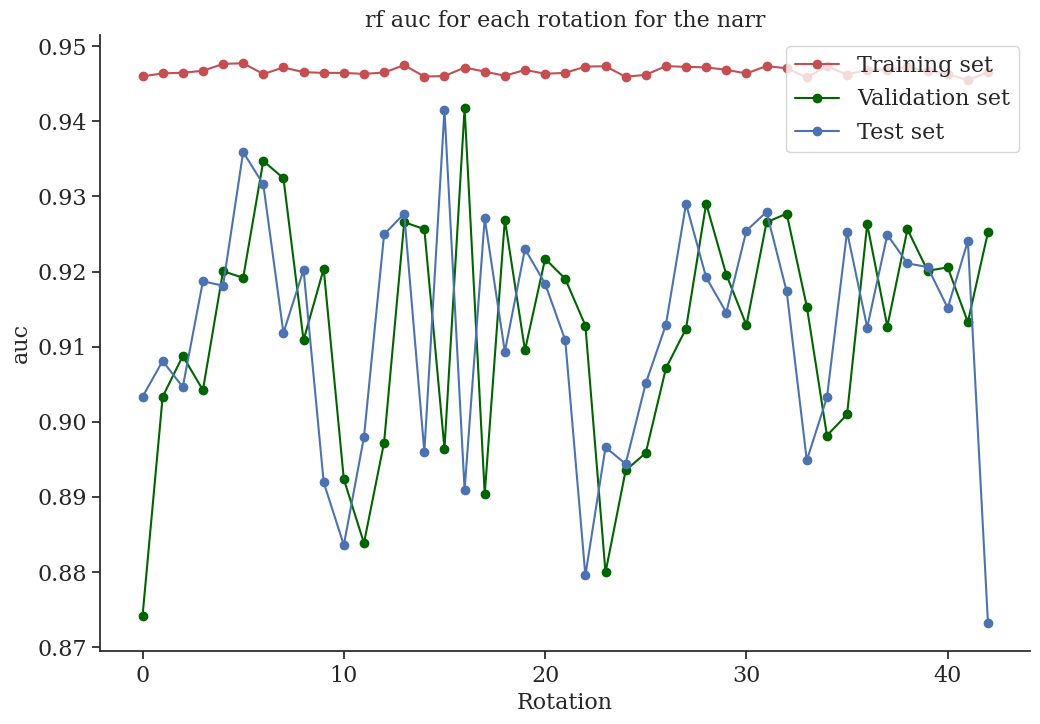 rf auc for each rotation for the narr
0.95
0.94
0.93
0.92
0.91
0.90
0.89
0.88
0.87
auc
Training set
Validation set
Test set
0 10 20 30 40
Rotation